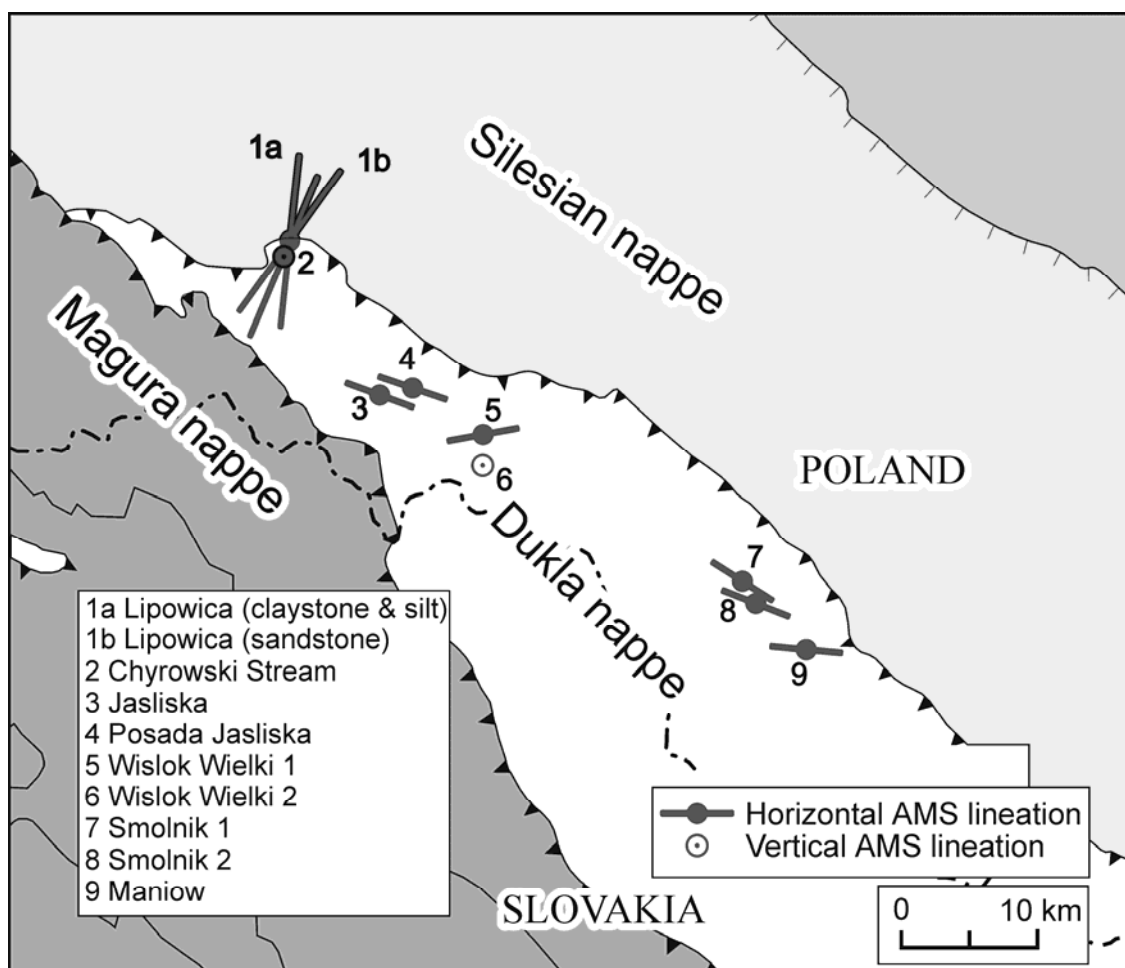 1a
1b
Silesian nappe
2
Magura nappe
4
3
5
6
POLAND
Dukla nappe
7
8
9
1a Lipowica (claystone & silt)
1b Lipowica (sandstone)
2 Chyrowski Stream
3 Jasliska
4 Posada Jasliska
5 Wislok Wielki 1
6 Wislok Wielki 2
7 Smolnik 1
8 Smolnik 2
9 Maniow
Horizontal AMS lineation
Vertical AMS lineation
SLOVAKIA
0 10 km